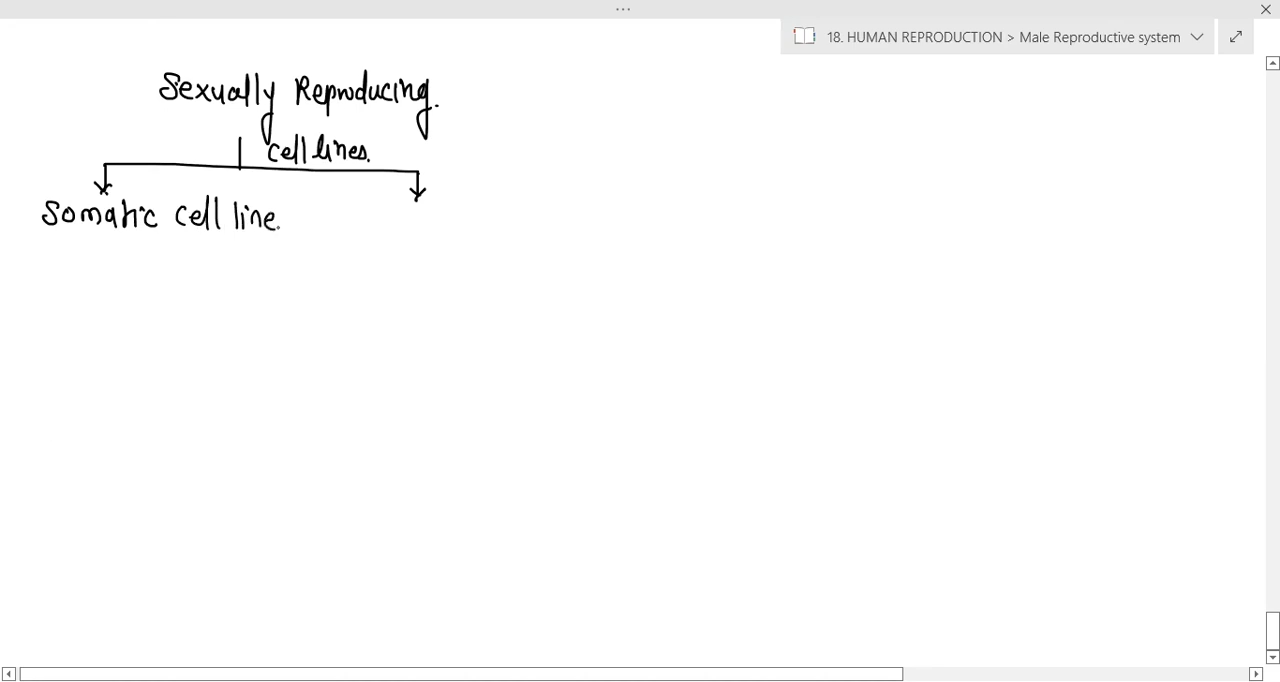 18. HUMAN REPRODUCTION > Male Reproductive system
Sexually Reproducing.
cell lines.
Somatic cell line.